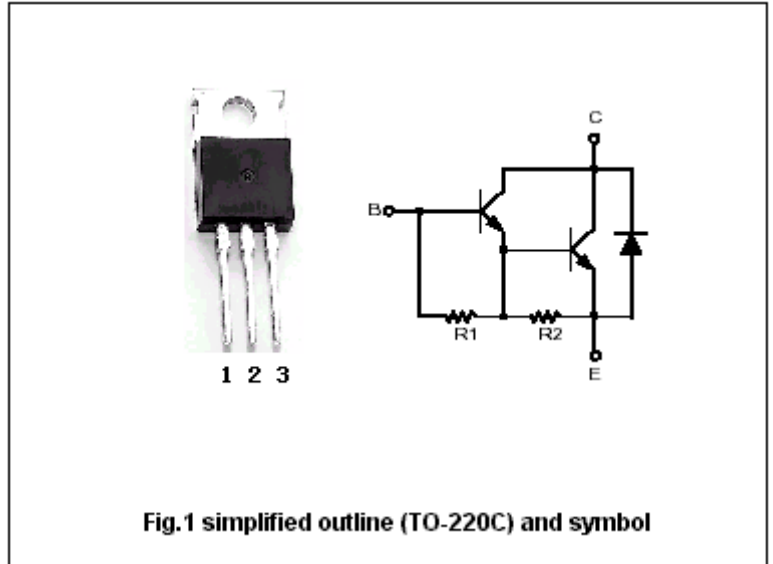 C
B
R1
R2
E
1 2 3
Fig.1 simplified outline (TO-220C) and symbol